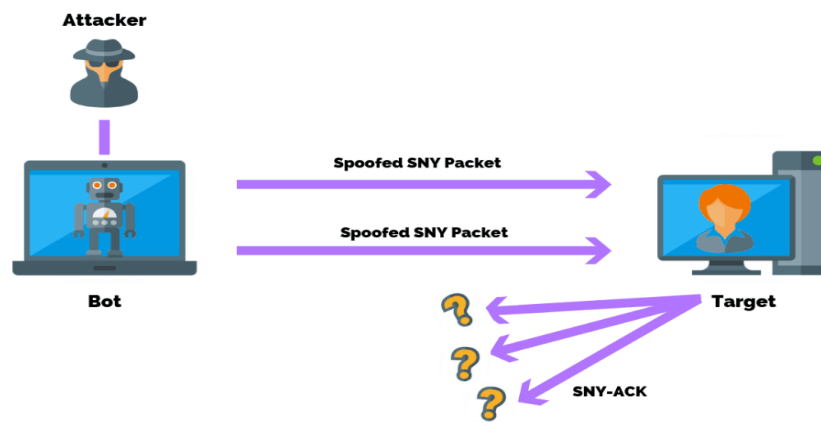 Attacker
Spoofed SNY Packet
Spoofed SNY Packet
Bot
Target
SNY-ACK